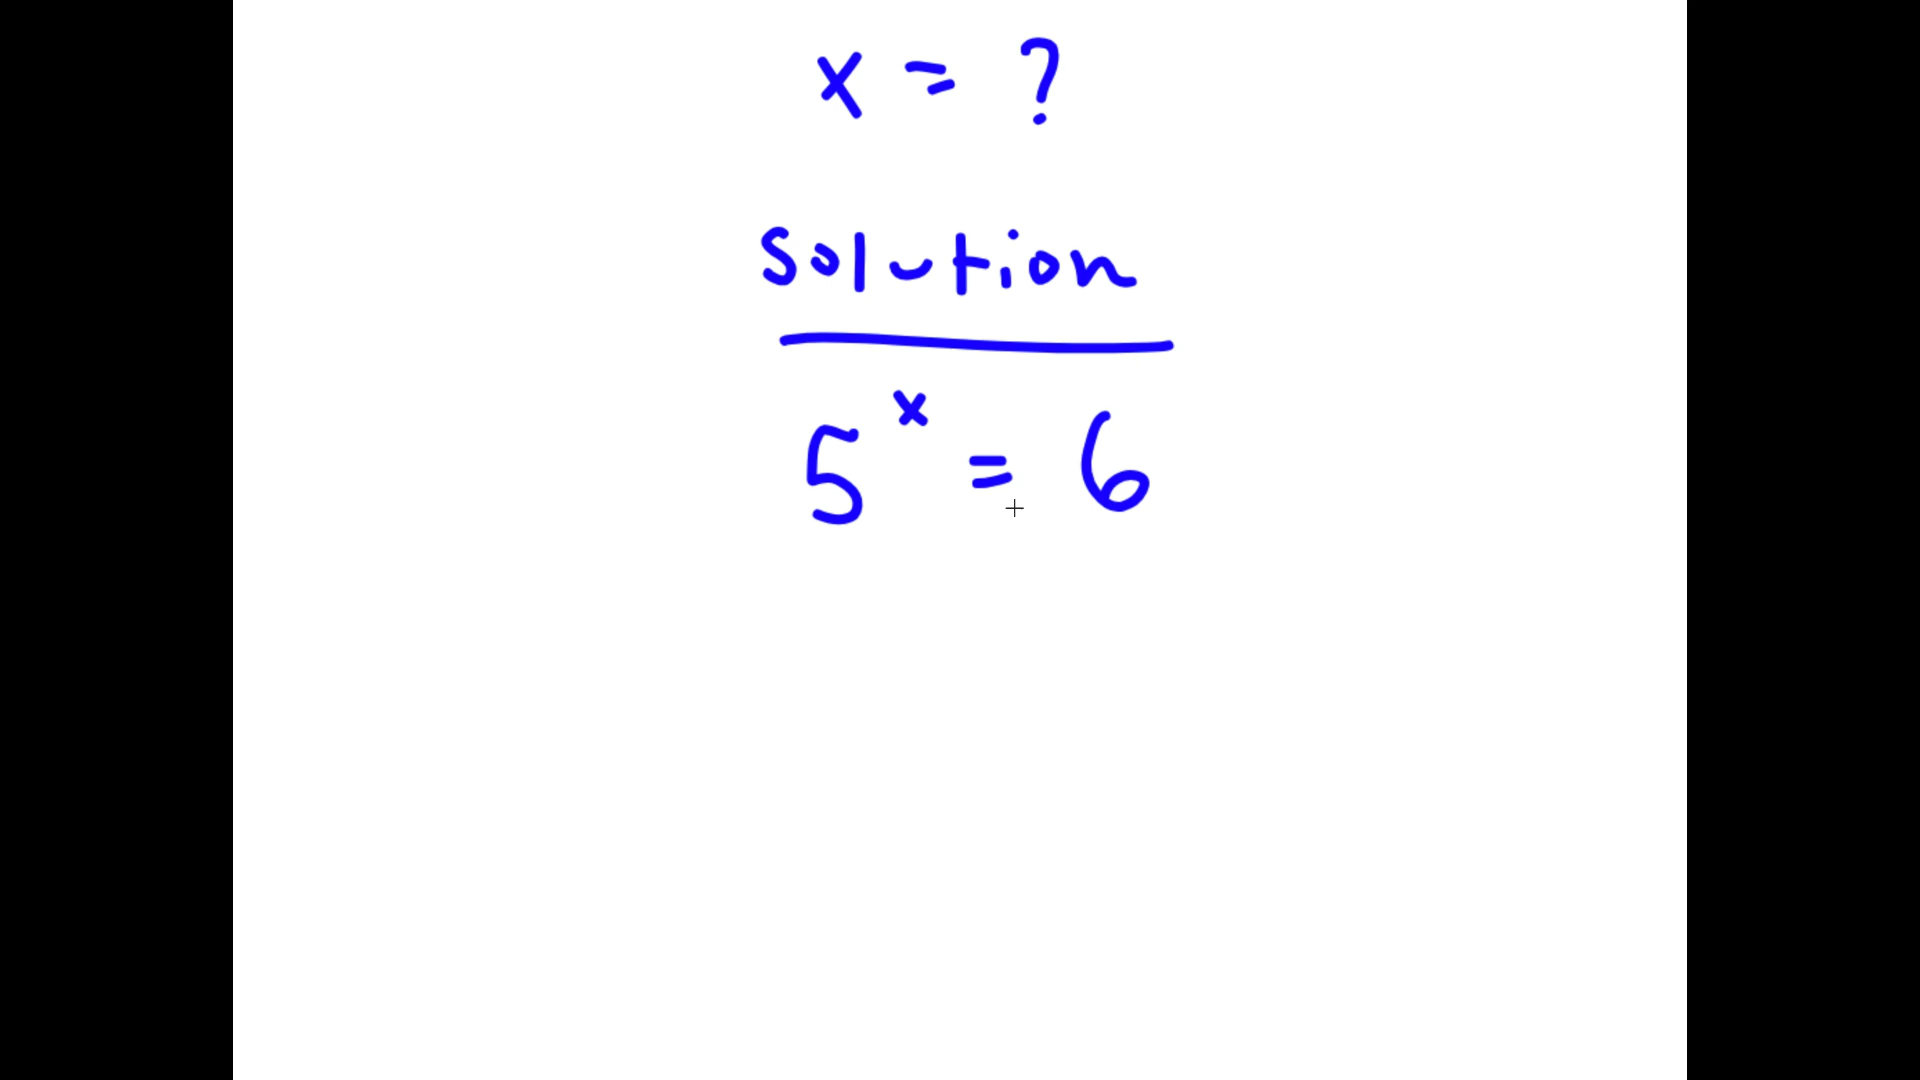 x = ?
Solution
5^x = 6